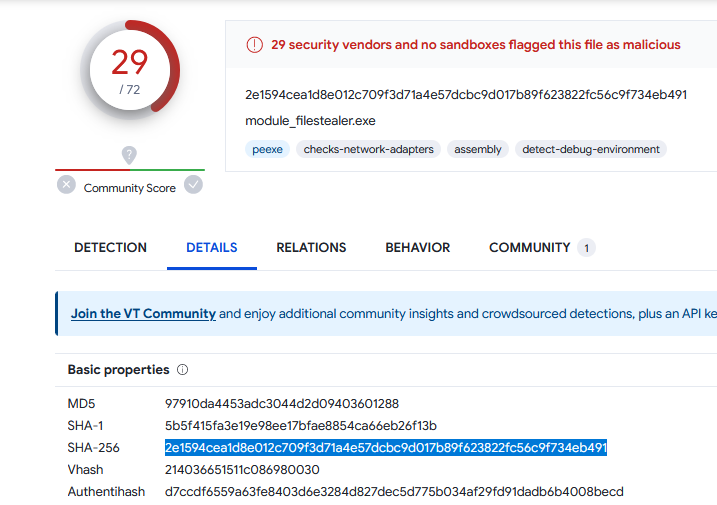 29
/ 72
29 security vendors and no sandboxes flagged this file as malicious
2e1594cea1d8e012c709f3d71a4e57dcbc9d017b89f623822fc56c9f734eb491
module_filestealer.exe
peexe checks-network-adapters assembly detect-debug-environment
?
Community Score
DETECTION DETAILS RELATIONS BEHAVIOR COMMUNITY 1
Join the VT Community and enjoy additional community insights and crowdsourced detections, plus an API ke
Basic properties
MD5 97910da4453adc3044d2d09403601288
SHA-1 5b5f415fa3e19e98ee17bfae8854ca66eb26f13b
SHA-256 2e1594cea1d8e012c709f3d71a4e57dcbc9d017b89f623822fc56c9f734eb491
Vhash 214036651511c086980030
Authentihash d7ccdf6559a63fe8403d6e3284d827dec5d775b034af29fd91dadb6b4008becd